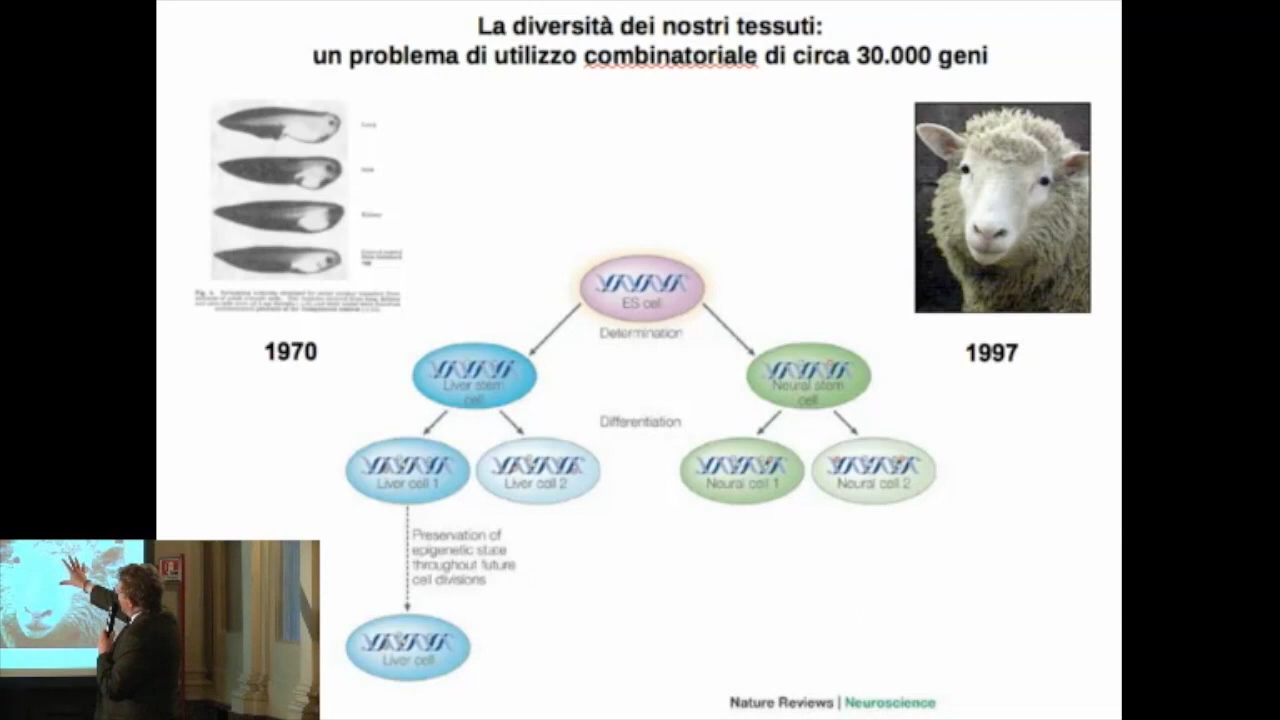 La diversità dei nostri tessuti:
un problema di utilizzo combinatoriale di circa 30.000 geni
1970
1997
ES cell
Determination
Liver stem
cell
Neural stem
cell
Differentiation
Liver cell 1
Liver cell 2
Neural cell 1
Neural cell 2
Preservation of
epigenetic state
throughout future
cell divisions
Liver cell
Nature Reviews | Neuroscience